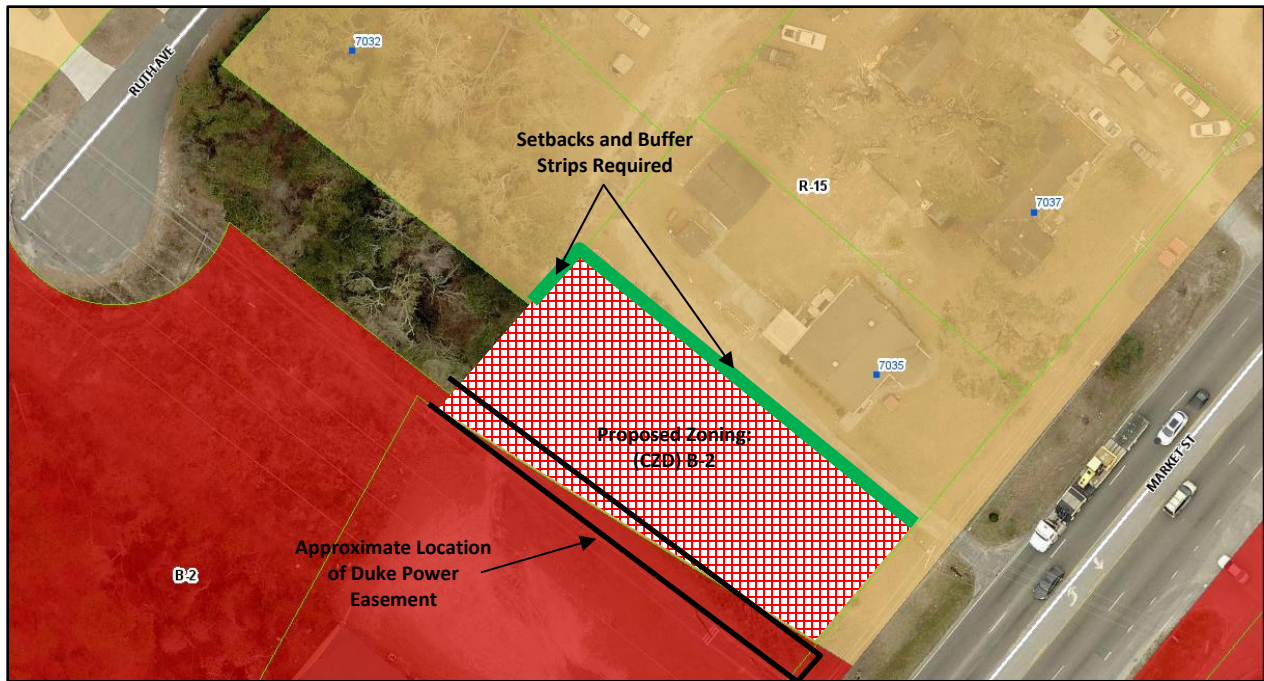 RUTH AVE
7032
Setbacks and Buffer
Strips Required
R-15
7037
7035
Proposed Zoning:
(CZD) B-2
MARKET ST
Approximate Location
of Duke Power
Easement
B-2